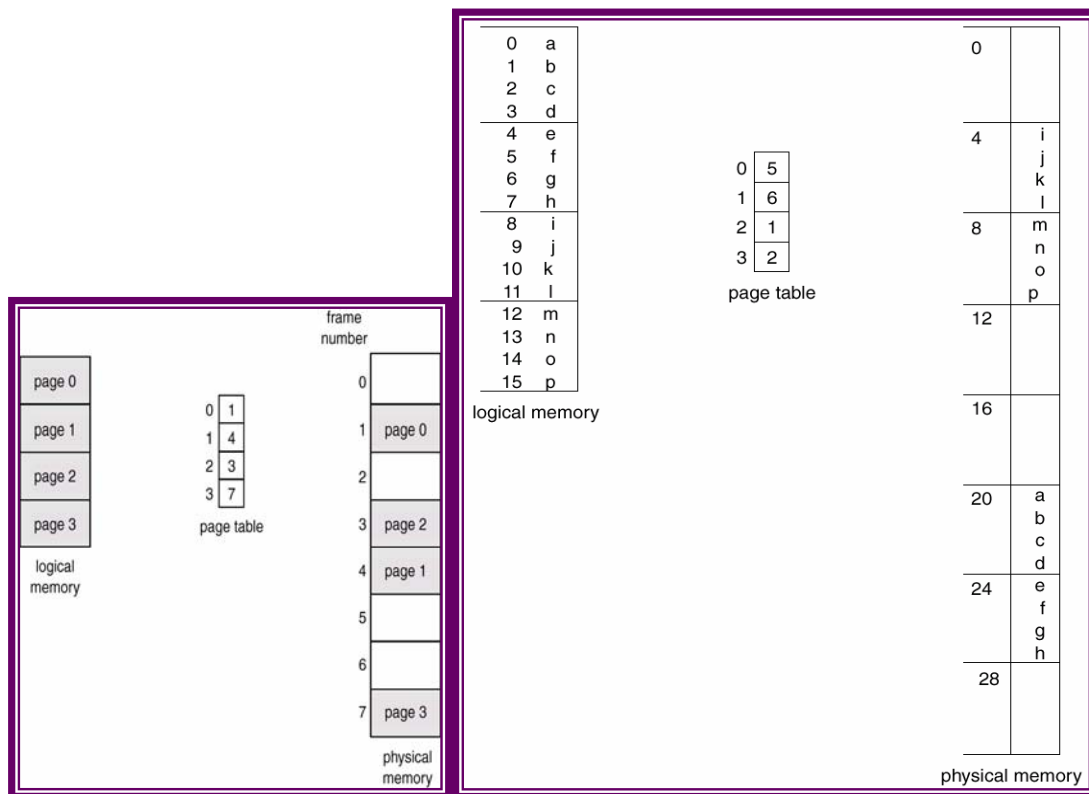 frame
number
page 0
page 1
page 2
page 3
logical
memory
0 1
1 4
2 3
3 7
page table
0
1 page 0
2
3 page 2
4 page 1
5
6
7 page 3
physical
memory
0 a
1 b
2 c
3 d
4 e
5 f
6 g
7 h
8 i
9 j
10 k
11 l
12 m
13 n
14 o
15 p
logical memory
0 5
1 6
2 1
3 2
page table
0
4 i
j
k
l
8 m
n
o
p
12
16
20 a
b
c
d
24 e
f
g
h
28
physical memory